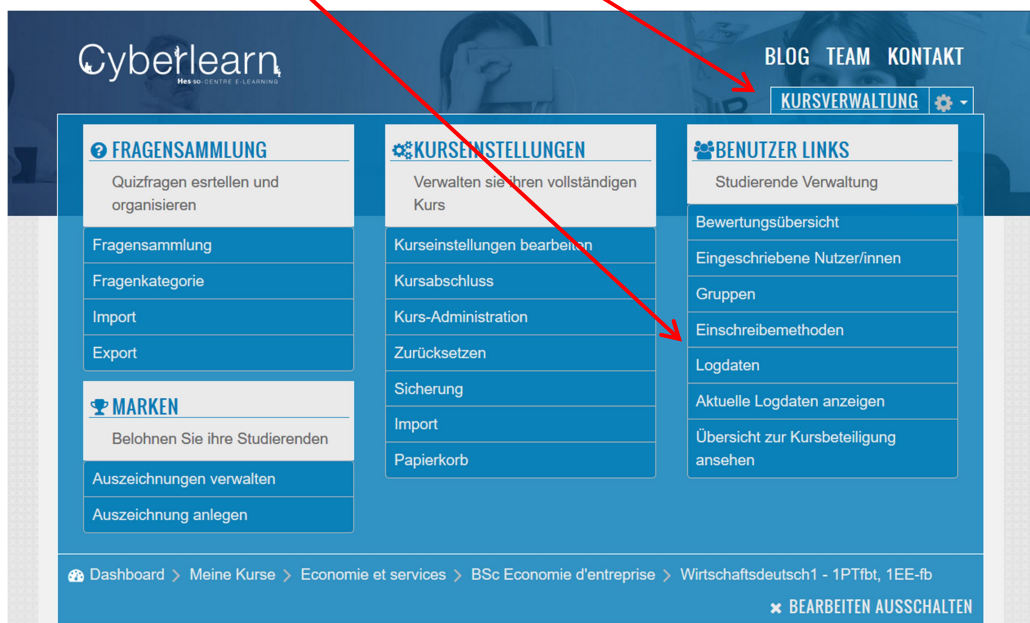 Cyberlearn
Hes·so CENTRE E-LEARNING
BLOG TEAM KONTAKT
KURSVERWALTUNG
FRAGENSAMMLUNG
Quizfragen esrtellen und
organisieren
Fragensammlung
Fragenkategorie
Import
Export
MARKEN
Belohnen Sie ihre Studierenden
Auszeichnungen verwalten
Auszeichnung anlegen
KURSEINSTELLUNGEN
Verwalten sie ihren vollständigen
Kurs
Kurseinstellungen bearbeiten
Kursabschluss
Kurs-Administration
Zurücksetzen
Sicherung
Import
Papierkorb
BENUTZER LINKS
Studierende Verwaltung
Bewertungsübersicht
Eingeschriebene Nutzer/innen
Gruppen
Einschreibemethoden
Logdaten
Aktuelle Logdaten anzeigen
Übersicht zur Kursbeteiligung
ansehen
Dashboard > Meine Kurse > Economie et services > BSc Economie d'entreprise > Wirtschaftsdeutsch1 - 1PTfbt, 1EE-fb
BEARBEITEN AUSSCHALTEN